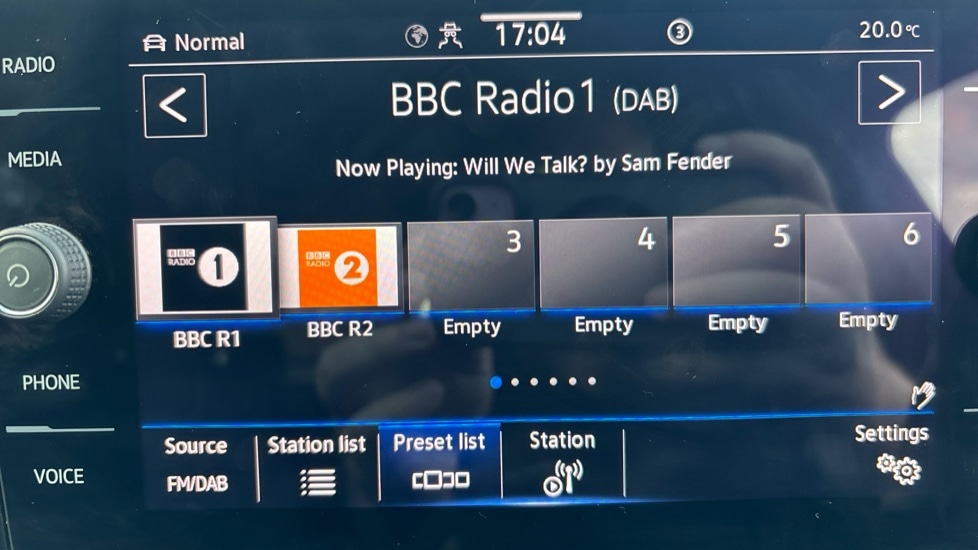 RADIO
MEDIA
PHONE
VOICE
Normal 17:04 3 20.0°C
< BBC Radio1 (DAB) >
Now Playing: Will We Talk? by Sam Fender
BBC RADIO 1 BBC RADIO 2 3 4 5 6
BBC R1 BBC R2 Empty Empty Empty Empty
Source Station list Preset list Station Settings
FM/DAB